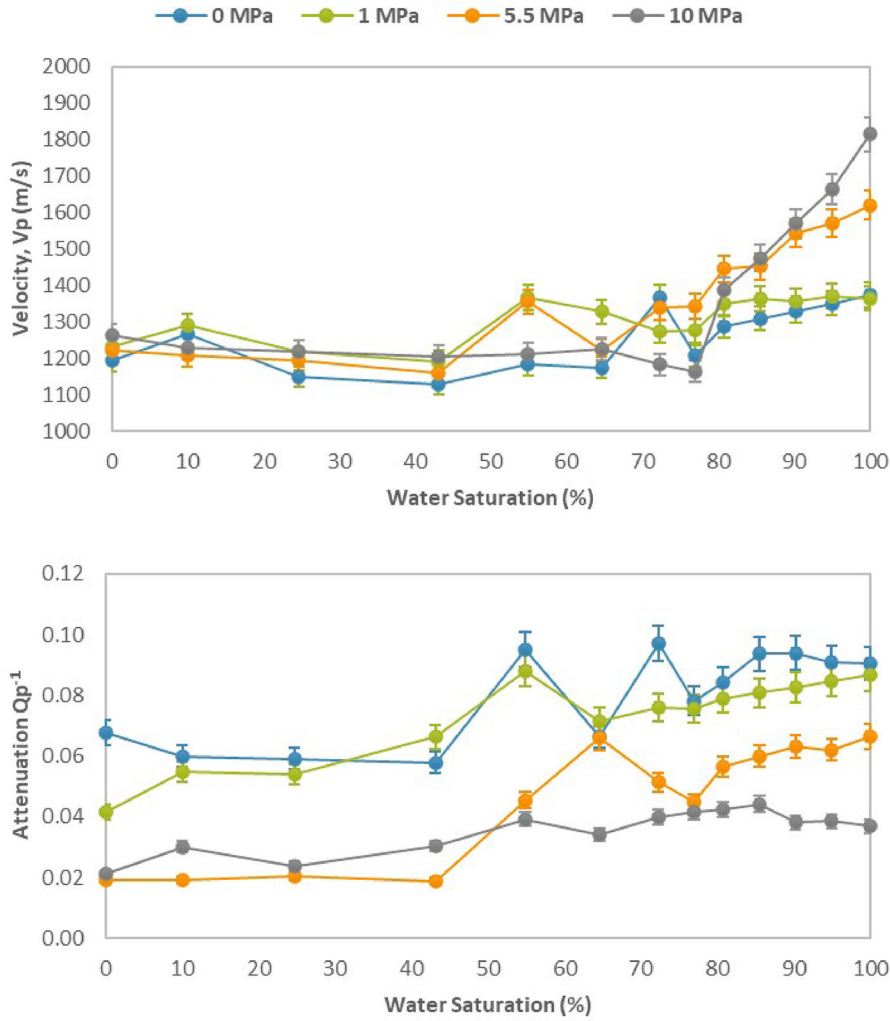 0 MPa 1 MPa 5.5 MPa 10 MPa
2000
1900
1800
1700
1600
1500
1400
1300
1200
1100
1000
Velocity, Vp (m/s)
0 10 20 30 40 50 60 70 80 90 100
Water Saturation (%)
0.12
0.10
0.08
0.06
0.04
0.02
0.00
Attenuation Qp⁻¹
0 10 20 30 40 50 60 70 80 90 100
Water Saturation (%)